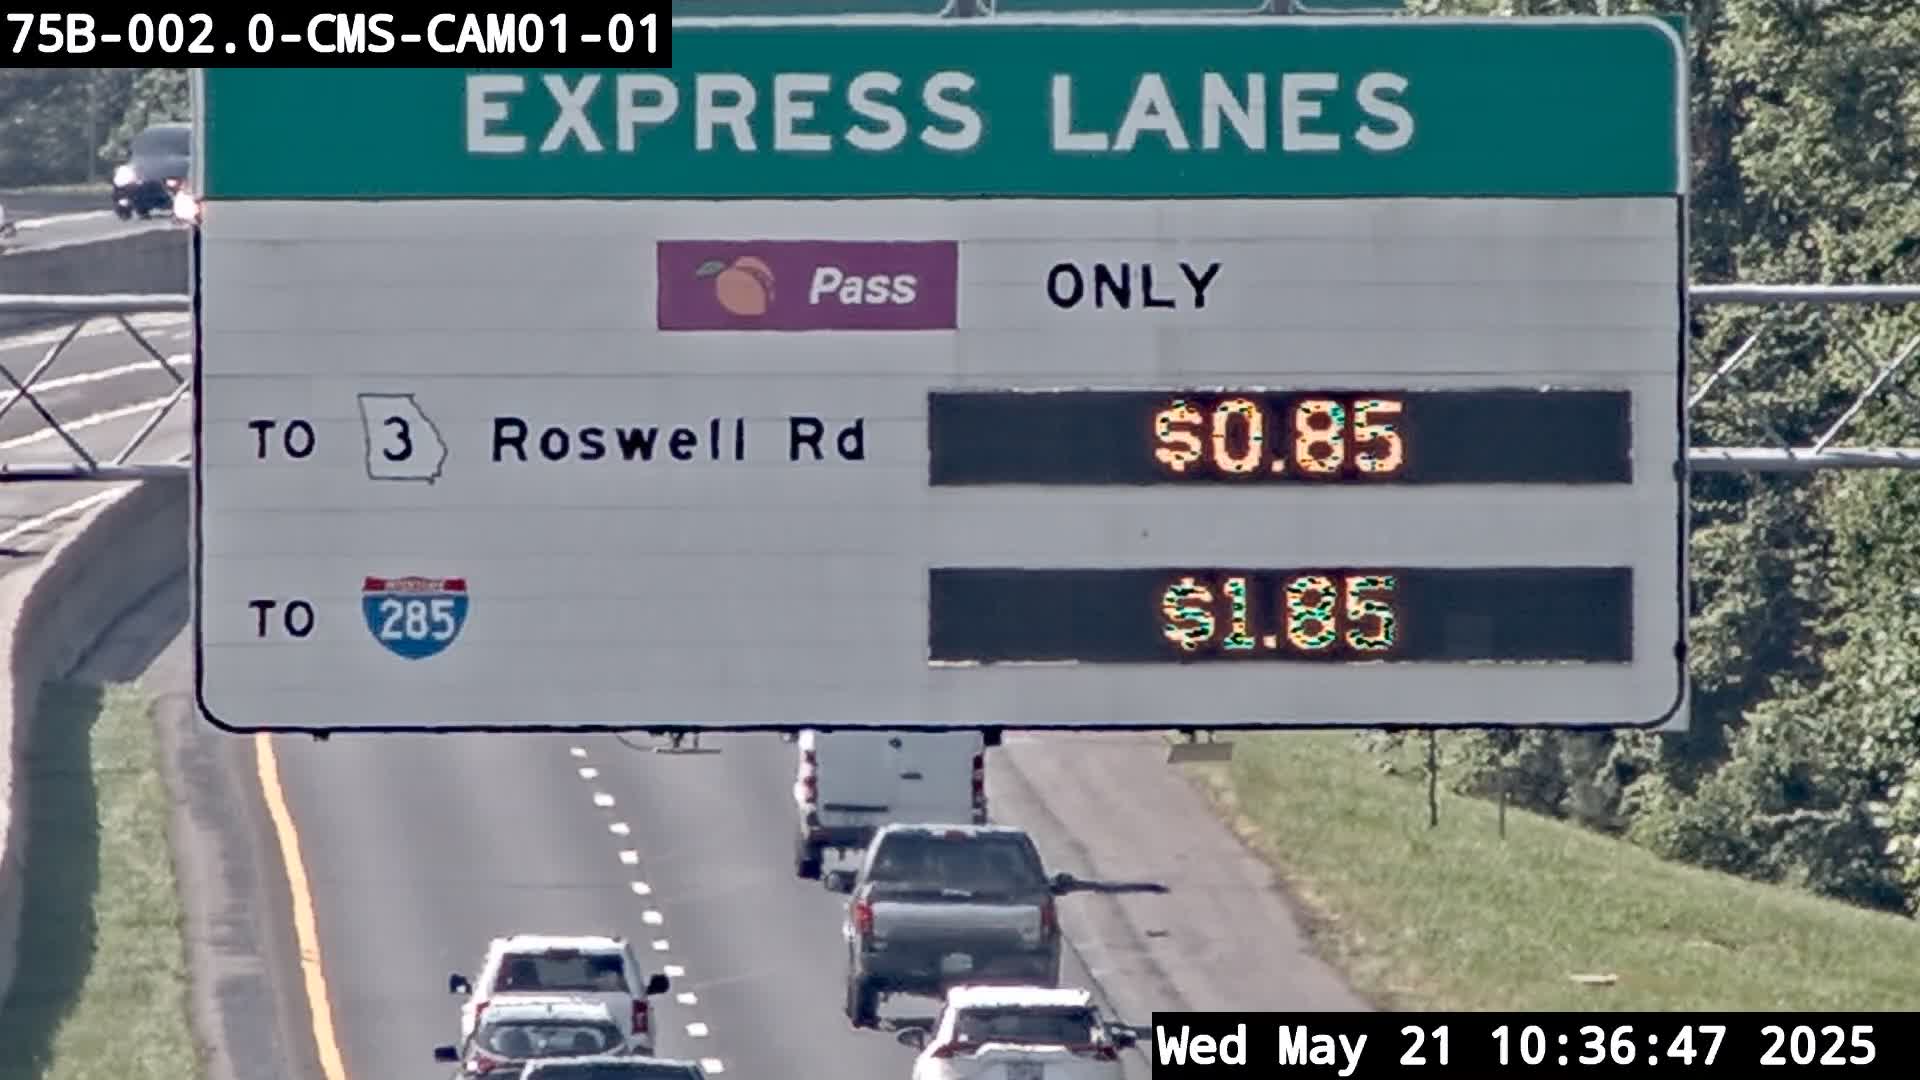 75B-002.0-CMS-CAM01-01
EXPRESS LANES
Pass ONLY
TO 3 Roswell Rd $0.85
TO INTERSTATE 285 $1.85
Wed May 21 10:36:47 2025